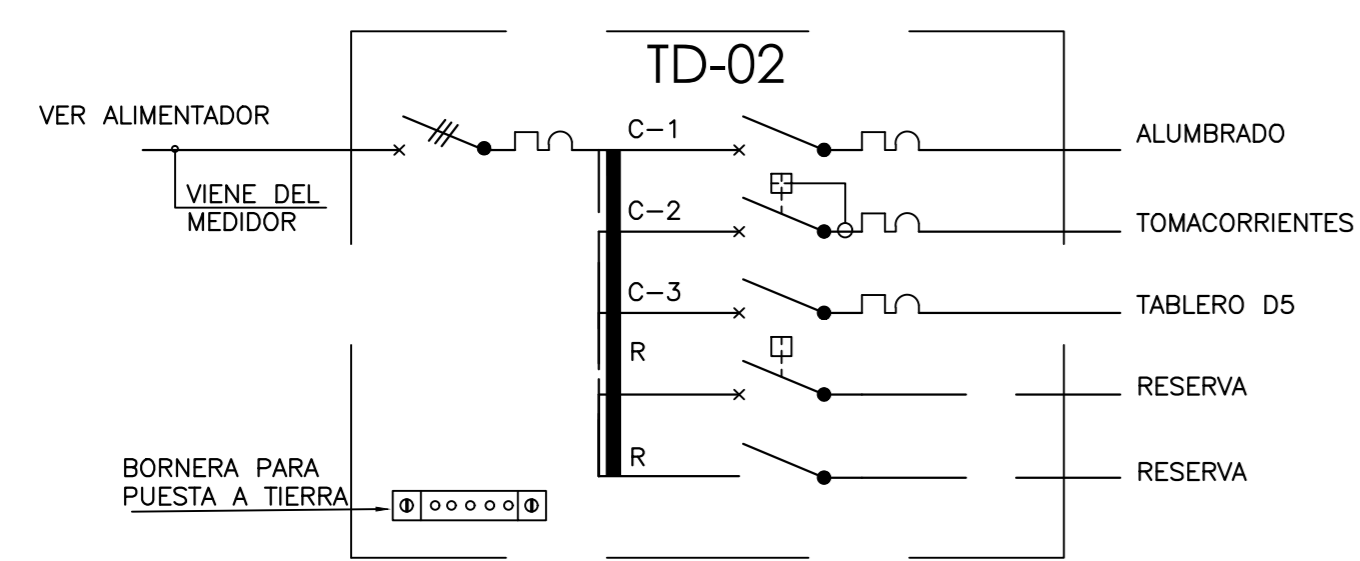 TD-02
VER ALIMENTADOR
VIENE DEL
MEDIDOR
C-1
ALUMBRADO
C-2
TOMACORRIENTES
C-3
TABLERO D5
R
RESERVA
R
RESERVA
BORNERA PARA
PUESTA A TIERRA